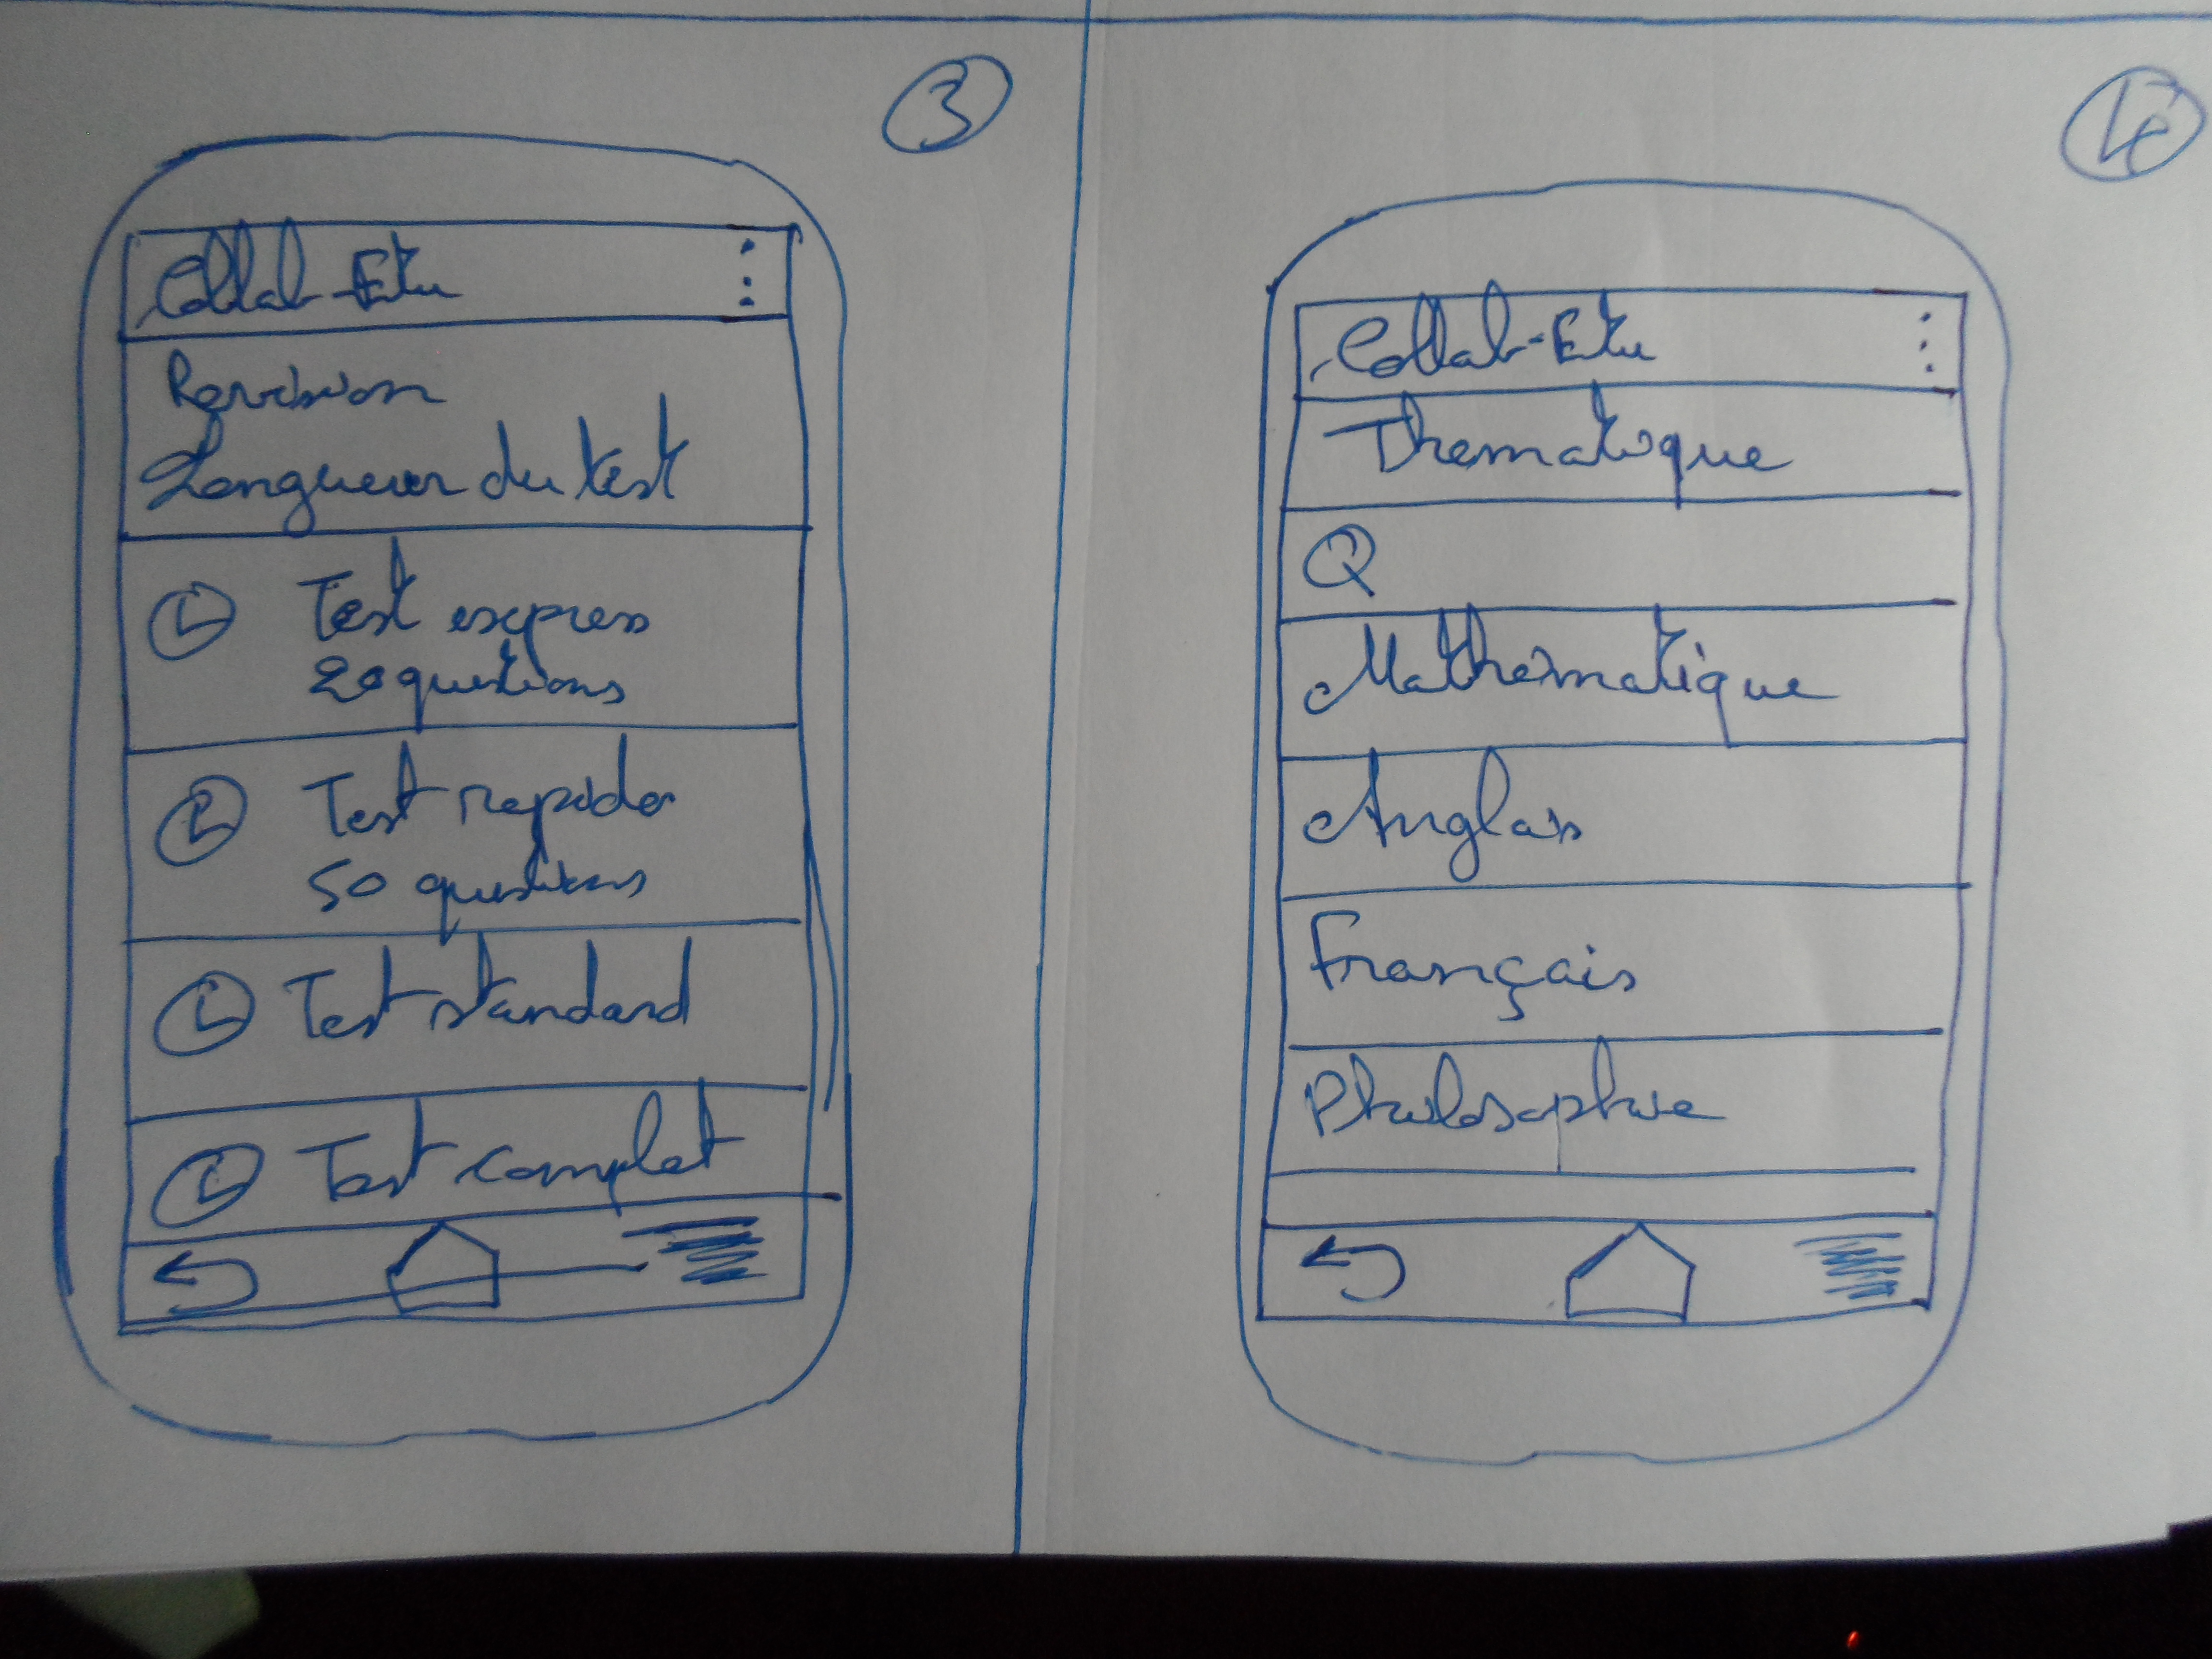 3
Collab-Etu
Revision
Longueur du test
Test express
20 questions
Test rapide
50 questions
Test standard
Test complet
4
Collab-Etu
Thematique
Mathématique
Anglais
Français
Philosophie